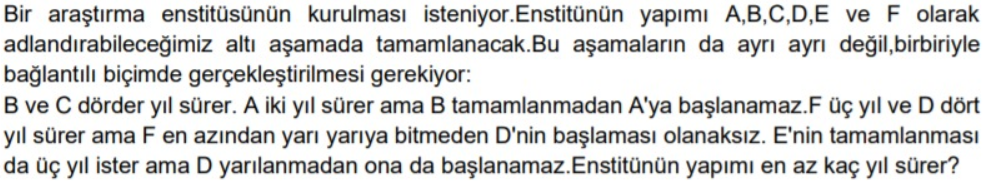 Bir araştırma enstitüsünün kurulması isteniyor.Enstitünün yapımı A,B,C,D,E ve F olarak
adlandırabileceğimiz altı aşamada tamamlanacak.Bu aşamaların da ayrı ayrı değil,birbiriyle
bağlantılı biçimde gerçekleştirilmesi gerekiyor:
B ve C dörder yıl sürer. A iki yıl sürer ama B tamamlanmadan A'ya başlanamaz.F üç yıl ve D dört
yıl sürer ama F en azından yarı yarıya bitmeden D'nin başlaması olanaksız. E'nin tamamlanması
da üç yıl ister ama D yarılanmadan ona da başlanamaz.Enstitünün yapımı en az kaç yıl sürer?